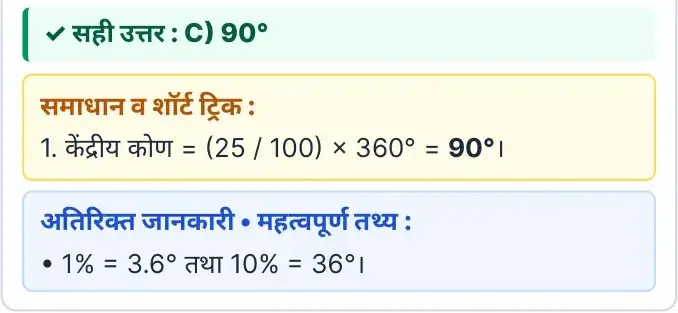 ✓ सही उत्तर : C) 90°
समाधान व शॉर्ट ट्रिक :
1. केंद्रीय कोण = (25 / 100) × 360° = 90°।
अतिरिक्त जानकारी • महत्वपूर्ण तथ्य :
• 1% = 3.6° तथा 10% = 36°।